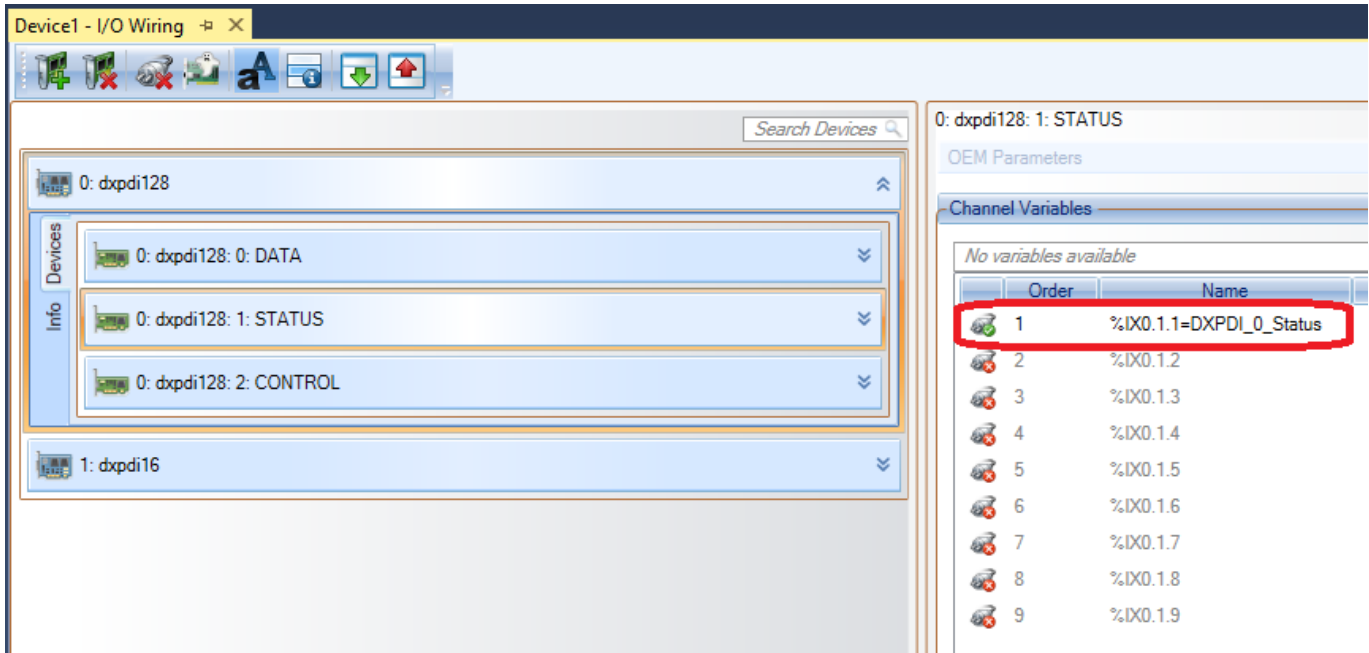 Device1 - I/O Wiring
Search Devices
0: dxpdi128
Devices
Info
0: dxpdi128: 0: DATA
0: dxpdi128: 1: STATUS
0: dxpdi128: 2: CONTROL
1: dxpdi16
0: dxpdi128: 1: STATUS
OEM Parameters
Channel Variables
No variables available
Order Name
1 %IX0.1.1=DXPDI_0_Status
2 %IX0.1.2
3 %IX0.1.3
4 %IX0.1.4
5 %IX0.1.5
6 %IX0.1.6
7 %IX0.1.7
8 %IX0.1.8
9 %IX0.1.9